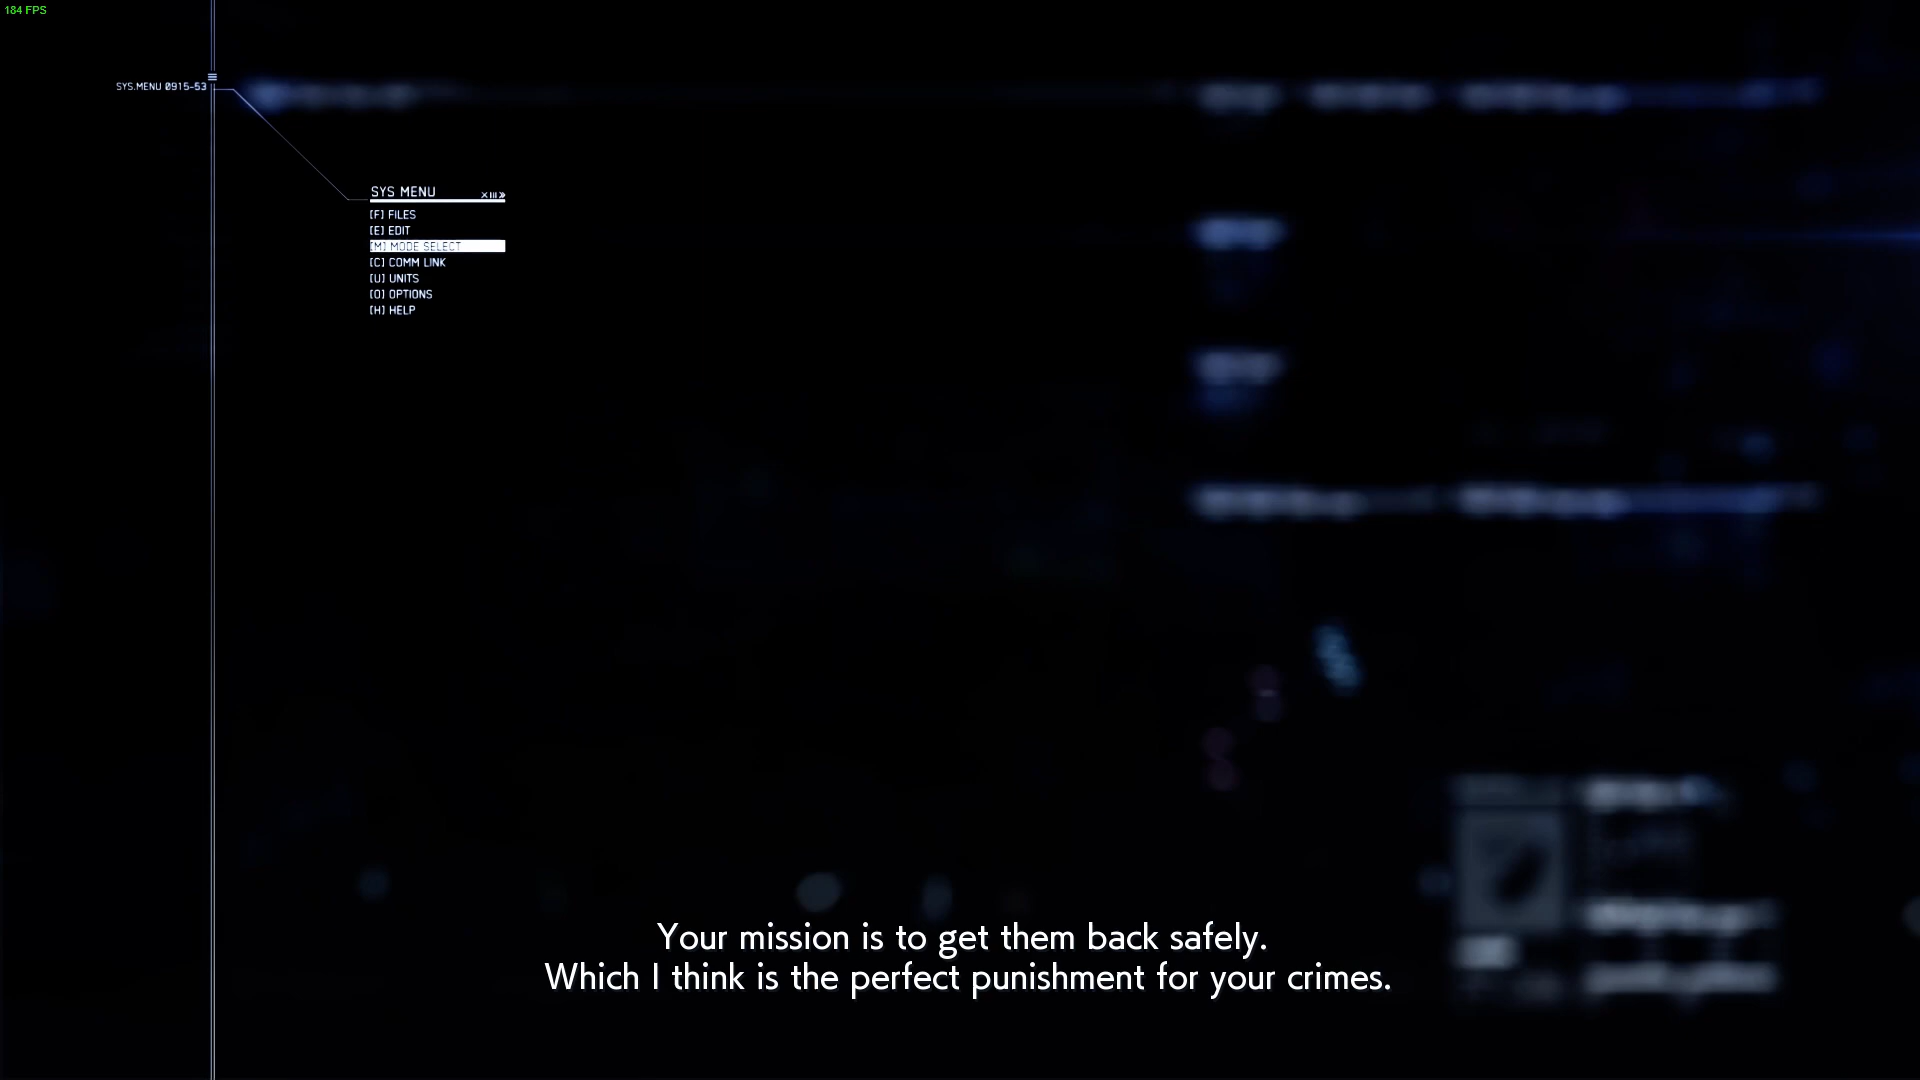 184 FPS
SYS.MENU 0915-53
SYS MENU
[F] FILES
[E] EDIT
[M] MODE SELECT
[C] COMM LINK
[U] UNITS
[O] OPTIONS
[H] HELP
Your mission is to get them back safely.
Which I think is the perfect punishment for your crimes.